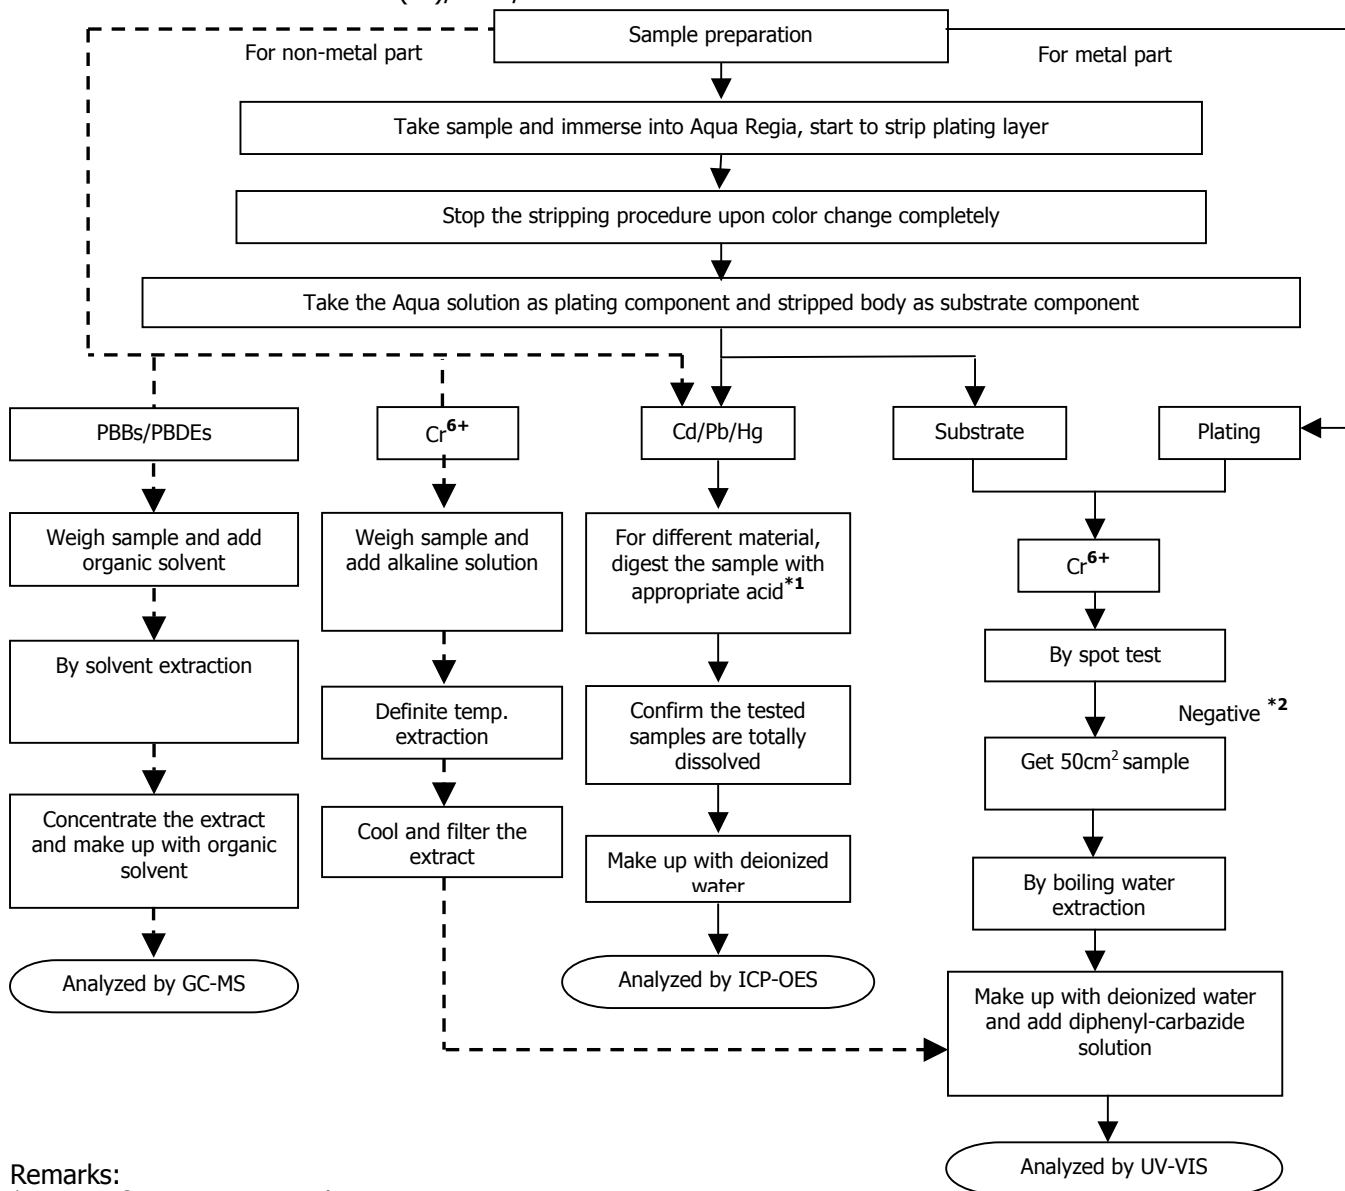 Sample preparation
For non-metal part
For metal part
Take sample and immerse into Aqua Regia, start to strip plating layer
Stop the stripping procedure upon color change completely
Take the Aqua solution as plating component and stripped body as substrate component
PBBs/PBDEs
Cr6+
Cd/Pb/Hg
Substrate
Plating
Weigh sample and add
organic solvent
Weigh sample and
add alkaline solution
For different material,
digest the sample with
appropriate acid*1
Cr6+
By solvent extraction
Definite temp.
extraction
Confirm the tested
samples are totally
dissolved
By spot test
Negative *2
Get 50cm2 sample
Concentrate the extract
and make up with organic
solvent
Cool and filter the
extract
Make up with deionized
water
By boiling water
extraction
Analyzed by GC-MS
Analyzed by ICP-OES
Make up with deionized water
and add diphenyl-carbazide
solution
Analyzed by UV-VIS
Remarks: